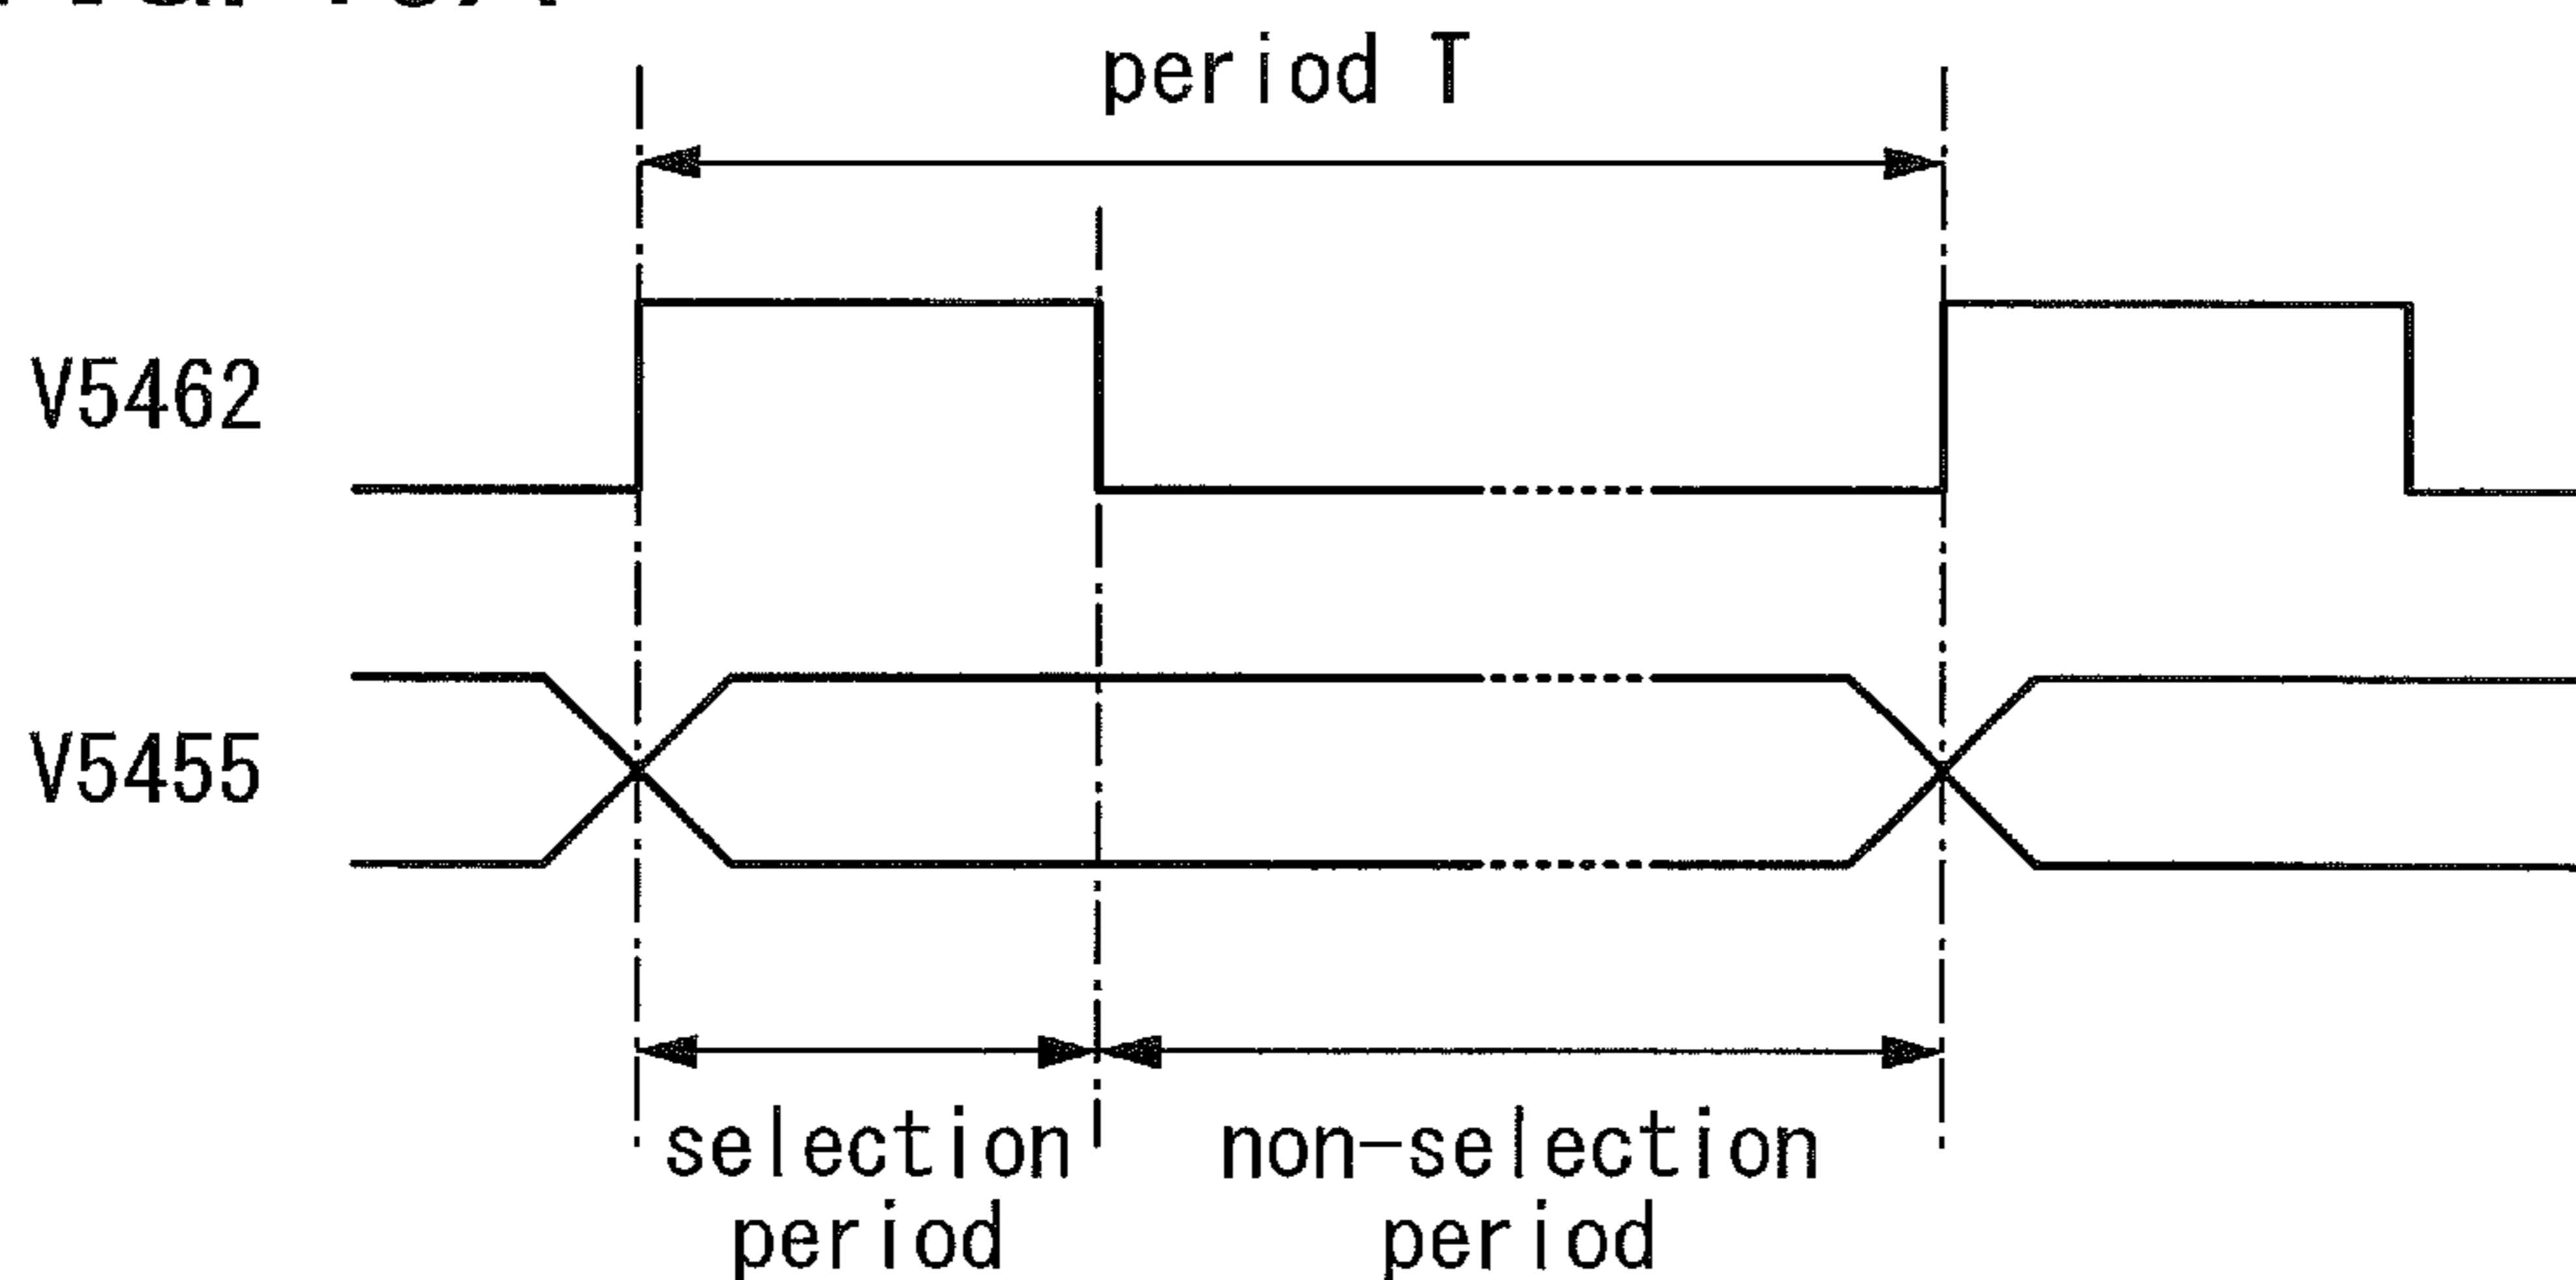 period T
V5462
V5455
selection
period
non-selection
period